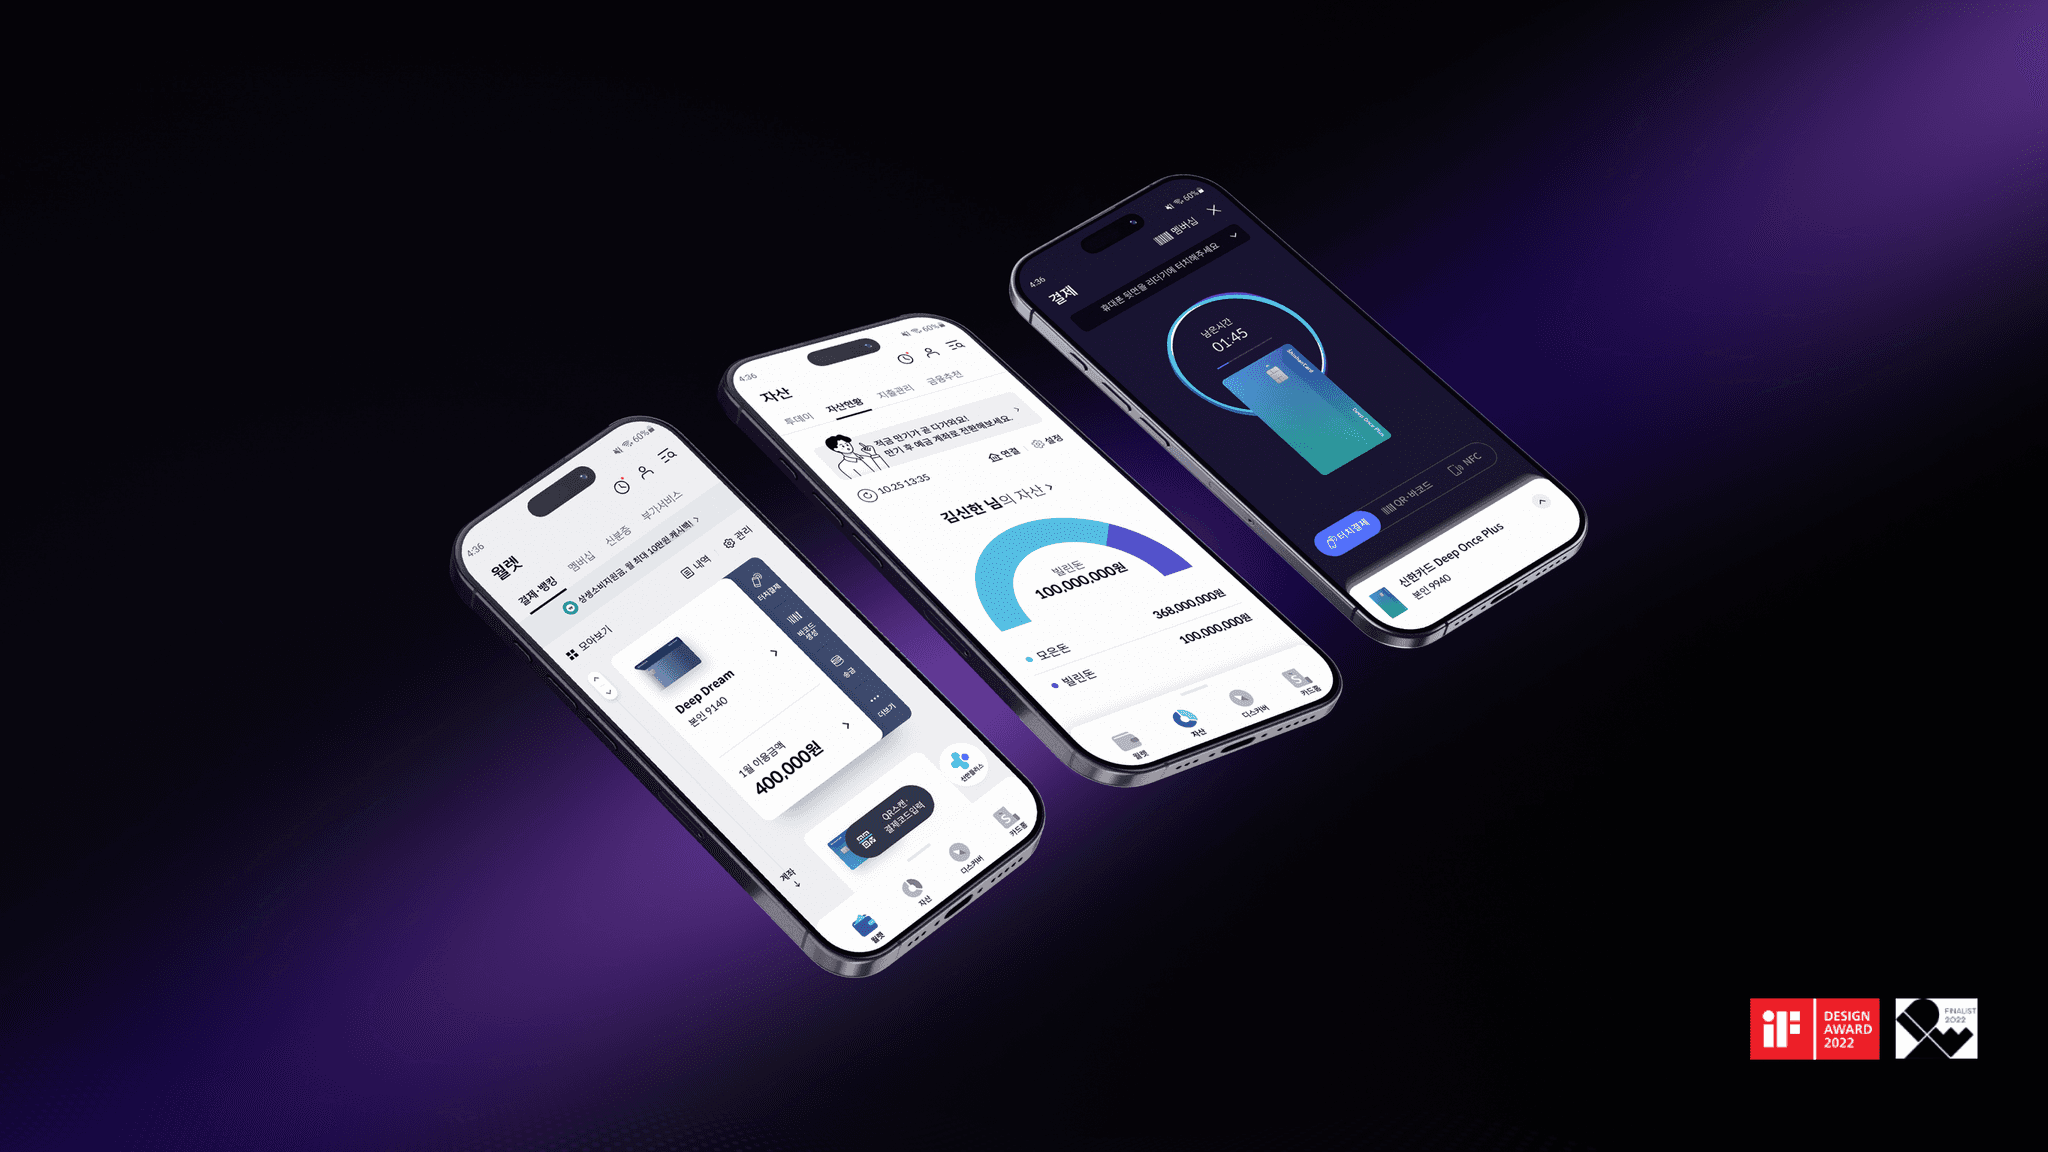 4:36
60%
월렛
결제·뱅킹
멤버십
신분증
부가서비스
상생소비지원금, 월 최대 10만원 캐시백!
모아보기
내역
관리
Deep Dream
본인 9140
1월 이용금액
400,000원
터치결제
바코드
생성
송금
더보기
신한플러스
QR스캔·
결제코드입력
계좌
월렛
자산
디스커버
카드몰
4:36
60%
자산
투데이
자산현황
지출관리
금융추천
적금 만기가 곧 다가와요!
만기 후 예금 계좌로 전환해보세요.
10.25 13:35
연결
설정
김신한 님의 자산
빌린돈
100,000,000원
모은돈
368,000,000원
빌린돈
100,000,000원
월렛
자산
디스커버
카드몰
4:36
60%
결제
멤버십
휴대폰 뒷면을 리더기에 터치해주세요
남은시간
01:45
ShinhanCard
Deep Once Plus
터치결제
QR·바코드
NFC
신한카드 Deep Once Plus
본인 9940
iF
DESIGN
AWARD
2022
FINALIST
2022